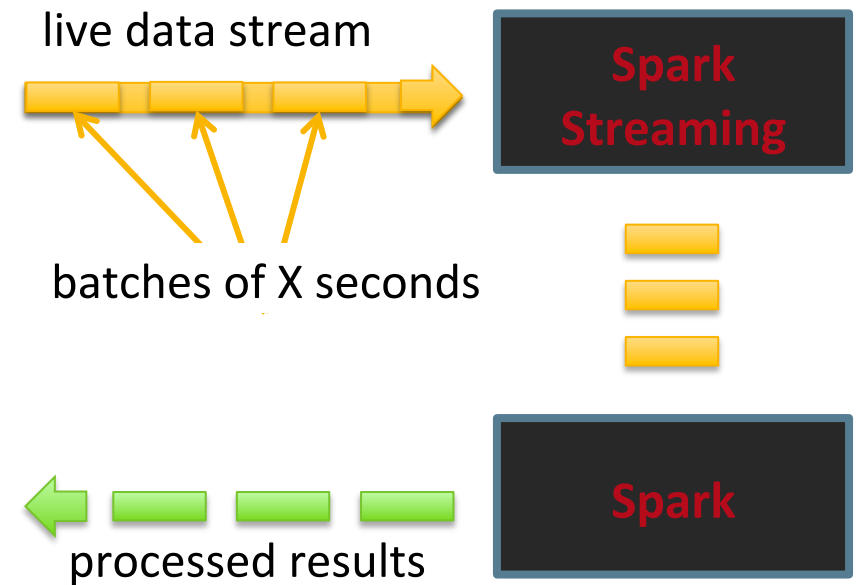 live data stream
Spark
Streaming
batches of X seconds
Spark
processed results